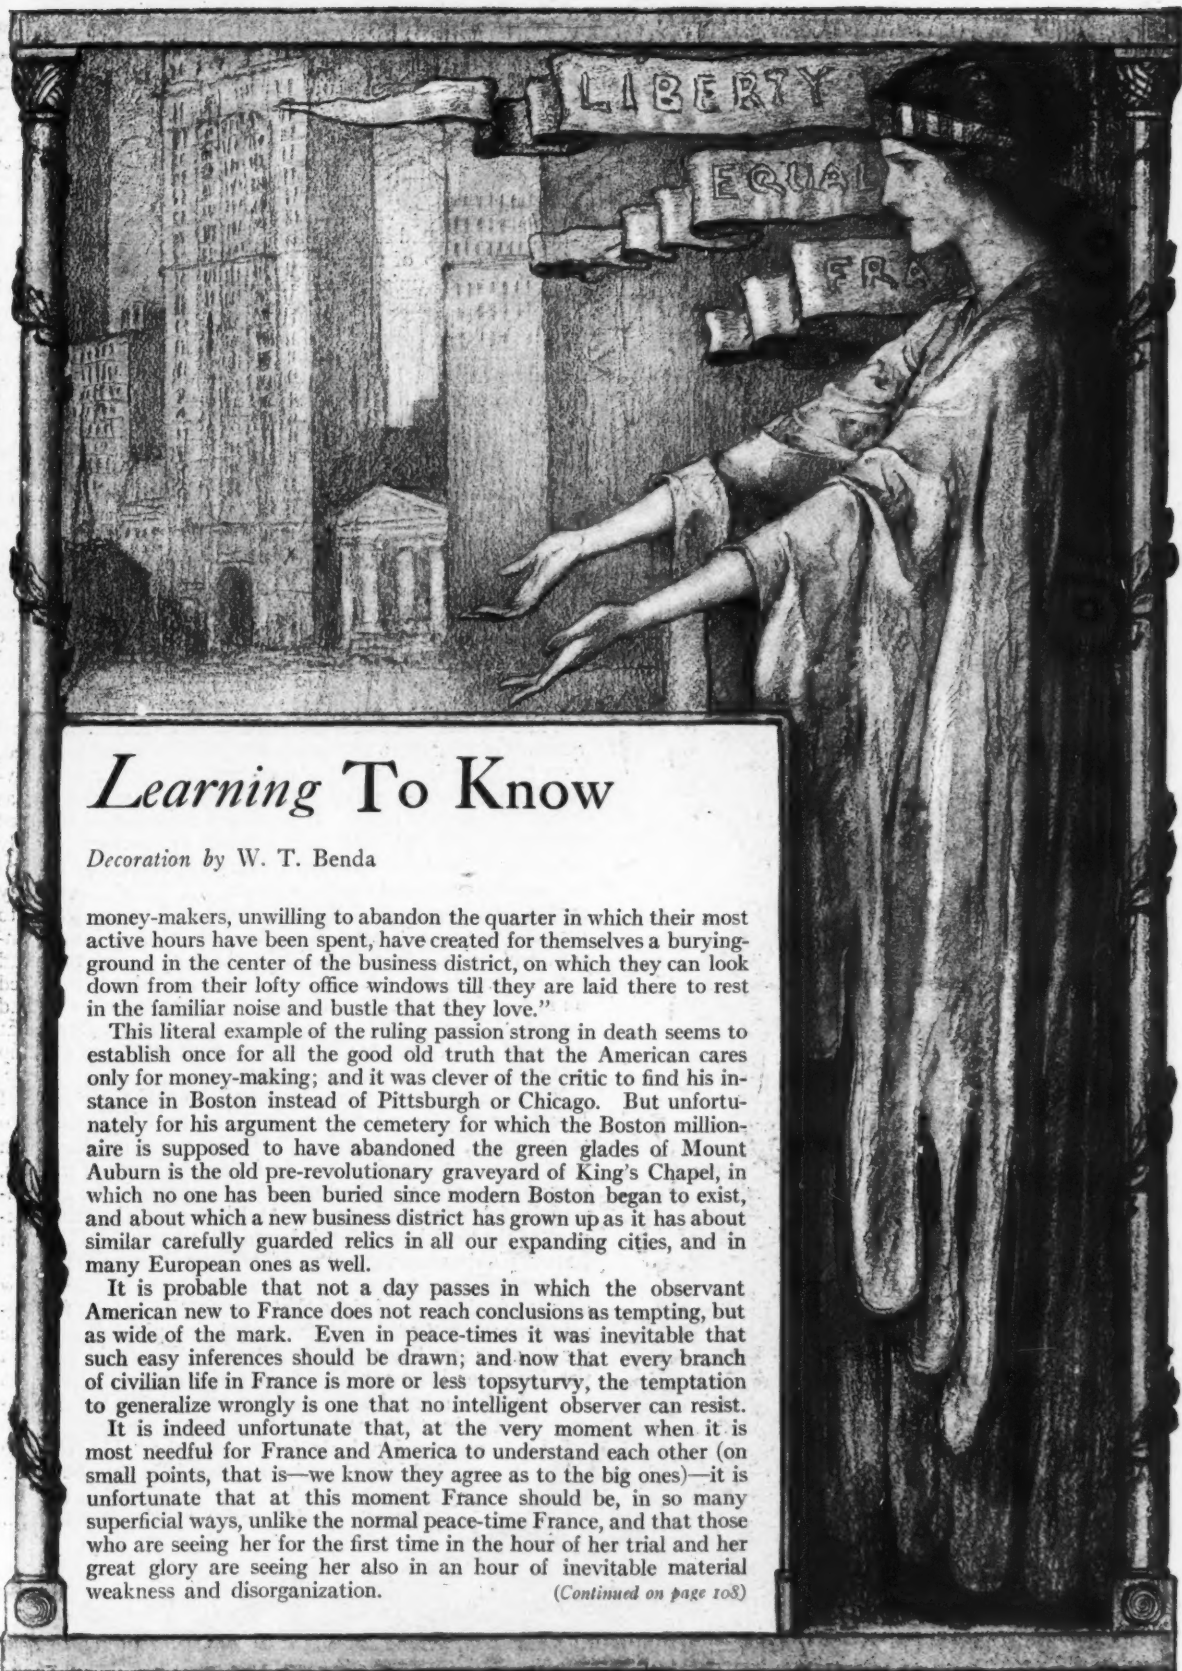 LIBERTY
EQUAL
FRA
Learning To Know
Decoration by W. T. Benda
money-makers, unwilling to abandon the quarter in which their most
active hours have been spent, have created for themselves a burying-
ground in the center of the business district, on which they can look
down from their lofty office windows till they are laid there to rest
in the familiar noise and bustle that they love.”
This literal example of the ruling passion strong in death seems to
establish once for all the good old truth that the American cares
only for money-making; and it was clever of the critic to find his in-
stance in Boston instead of Pittsburgh or Chicago. But unfortu-
nately for his argument the cemetery for which the Boston million-
aire is supposed to have abandoned the green glades of Mount
Auburn is the old pre-revolutionary graveyard of King's Chapel, in
which no one has been buried since modern Boston began to exist,
and about which a new business district has grown up as it has about
similar carefully guarded relics in all our expanding cities, and in
many European ones as well.
It is probable that not a day passes in which the observant
American new to France does not reach conclusions as tempting, but
as wide of the mark. Even in peace-times it was inevitable that
such easy inferences should be drawn; and now that every branch
of civilian life in France is more or less topsyturvy, the temptation
to generalize wrongly is one that no intelligent observer can resist.
It is indeed unfortunate that, at the very moment when it is
most needful for France and America to understand each other (on
small points, that is—we know they agree as to the big ones)—it is
unfortunate that at this moment France should be, in so many
superficial ways, unlike the normal peace-time France, and that those
who are seeing her for the first time in the hour of her trial and her
great glory are seeing her also in an hour of inevitable material
weakness and disorganization. (Continued on page 108)